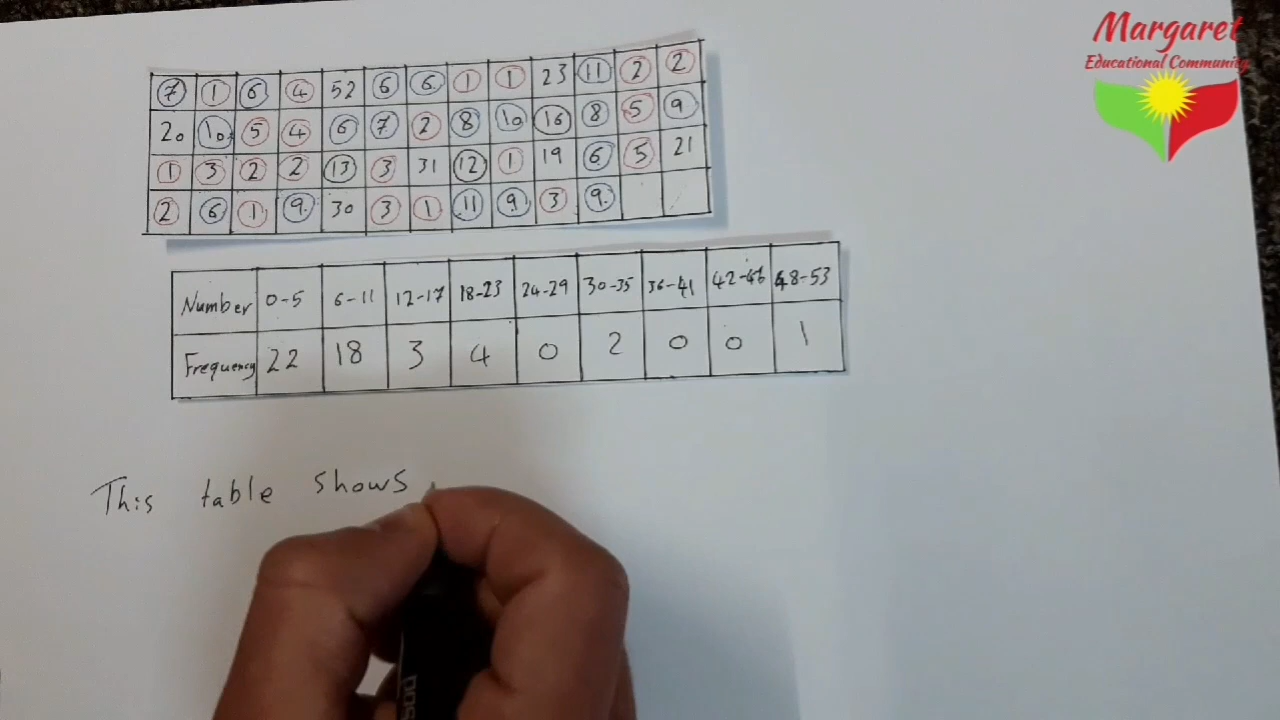 Margaret
Educational Community
7 1 6 4 52 6 6 1 1 23 11 2 2
20 10 5 4 6 7 2 8 10 16 8 5 9
1 3 2 2 13 3 31 12 1 19 6 5 21
2 6 1 9 30 3 1 11 9 3 9
Number 0-5 6-11 12-17 18-23 24-29 30-35 36-41 42-46 48-53
Frequency 22 18 3 4 0 2 0 0 1
This table shows